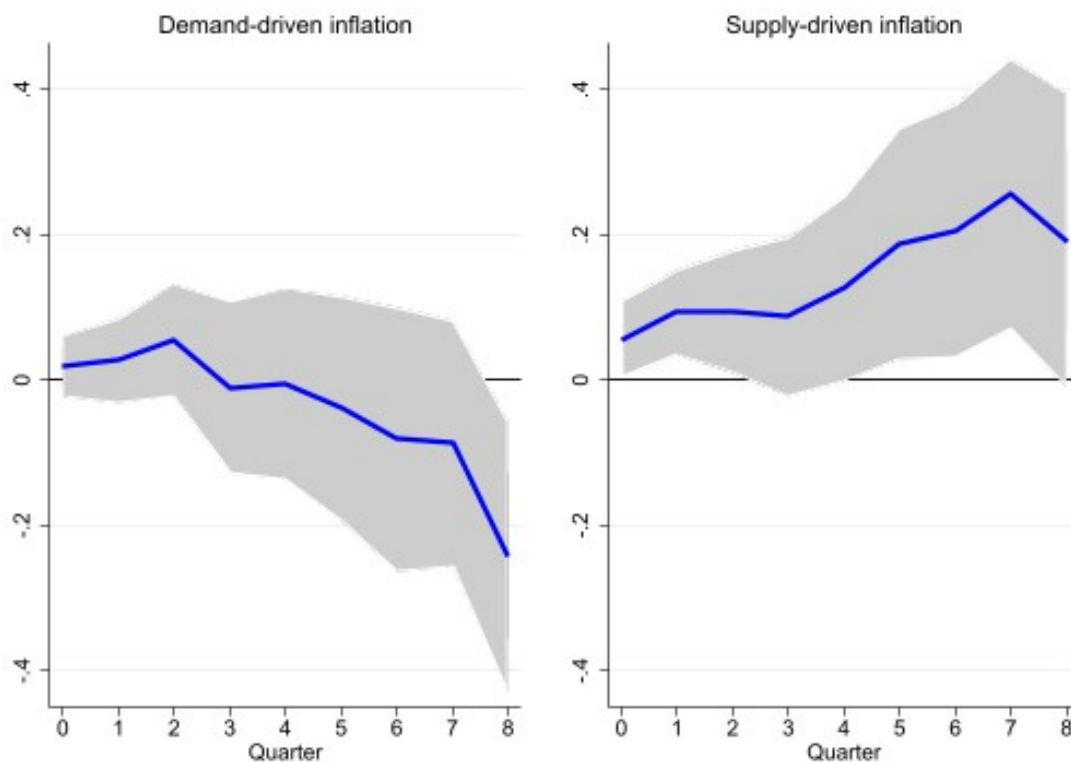 Demand-driven inflation
.4
.2
0
-.2
-.4
0 1 2 3 4 5 6 7 8
Quarter
Supply-driven inflation
.4
.2
0
-.2
-.4
0 1 2 3 4 5 6 7 8
Quarter